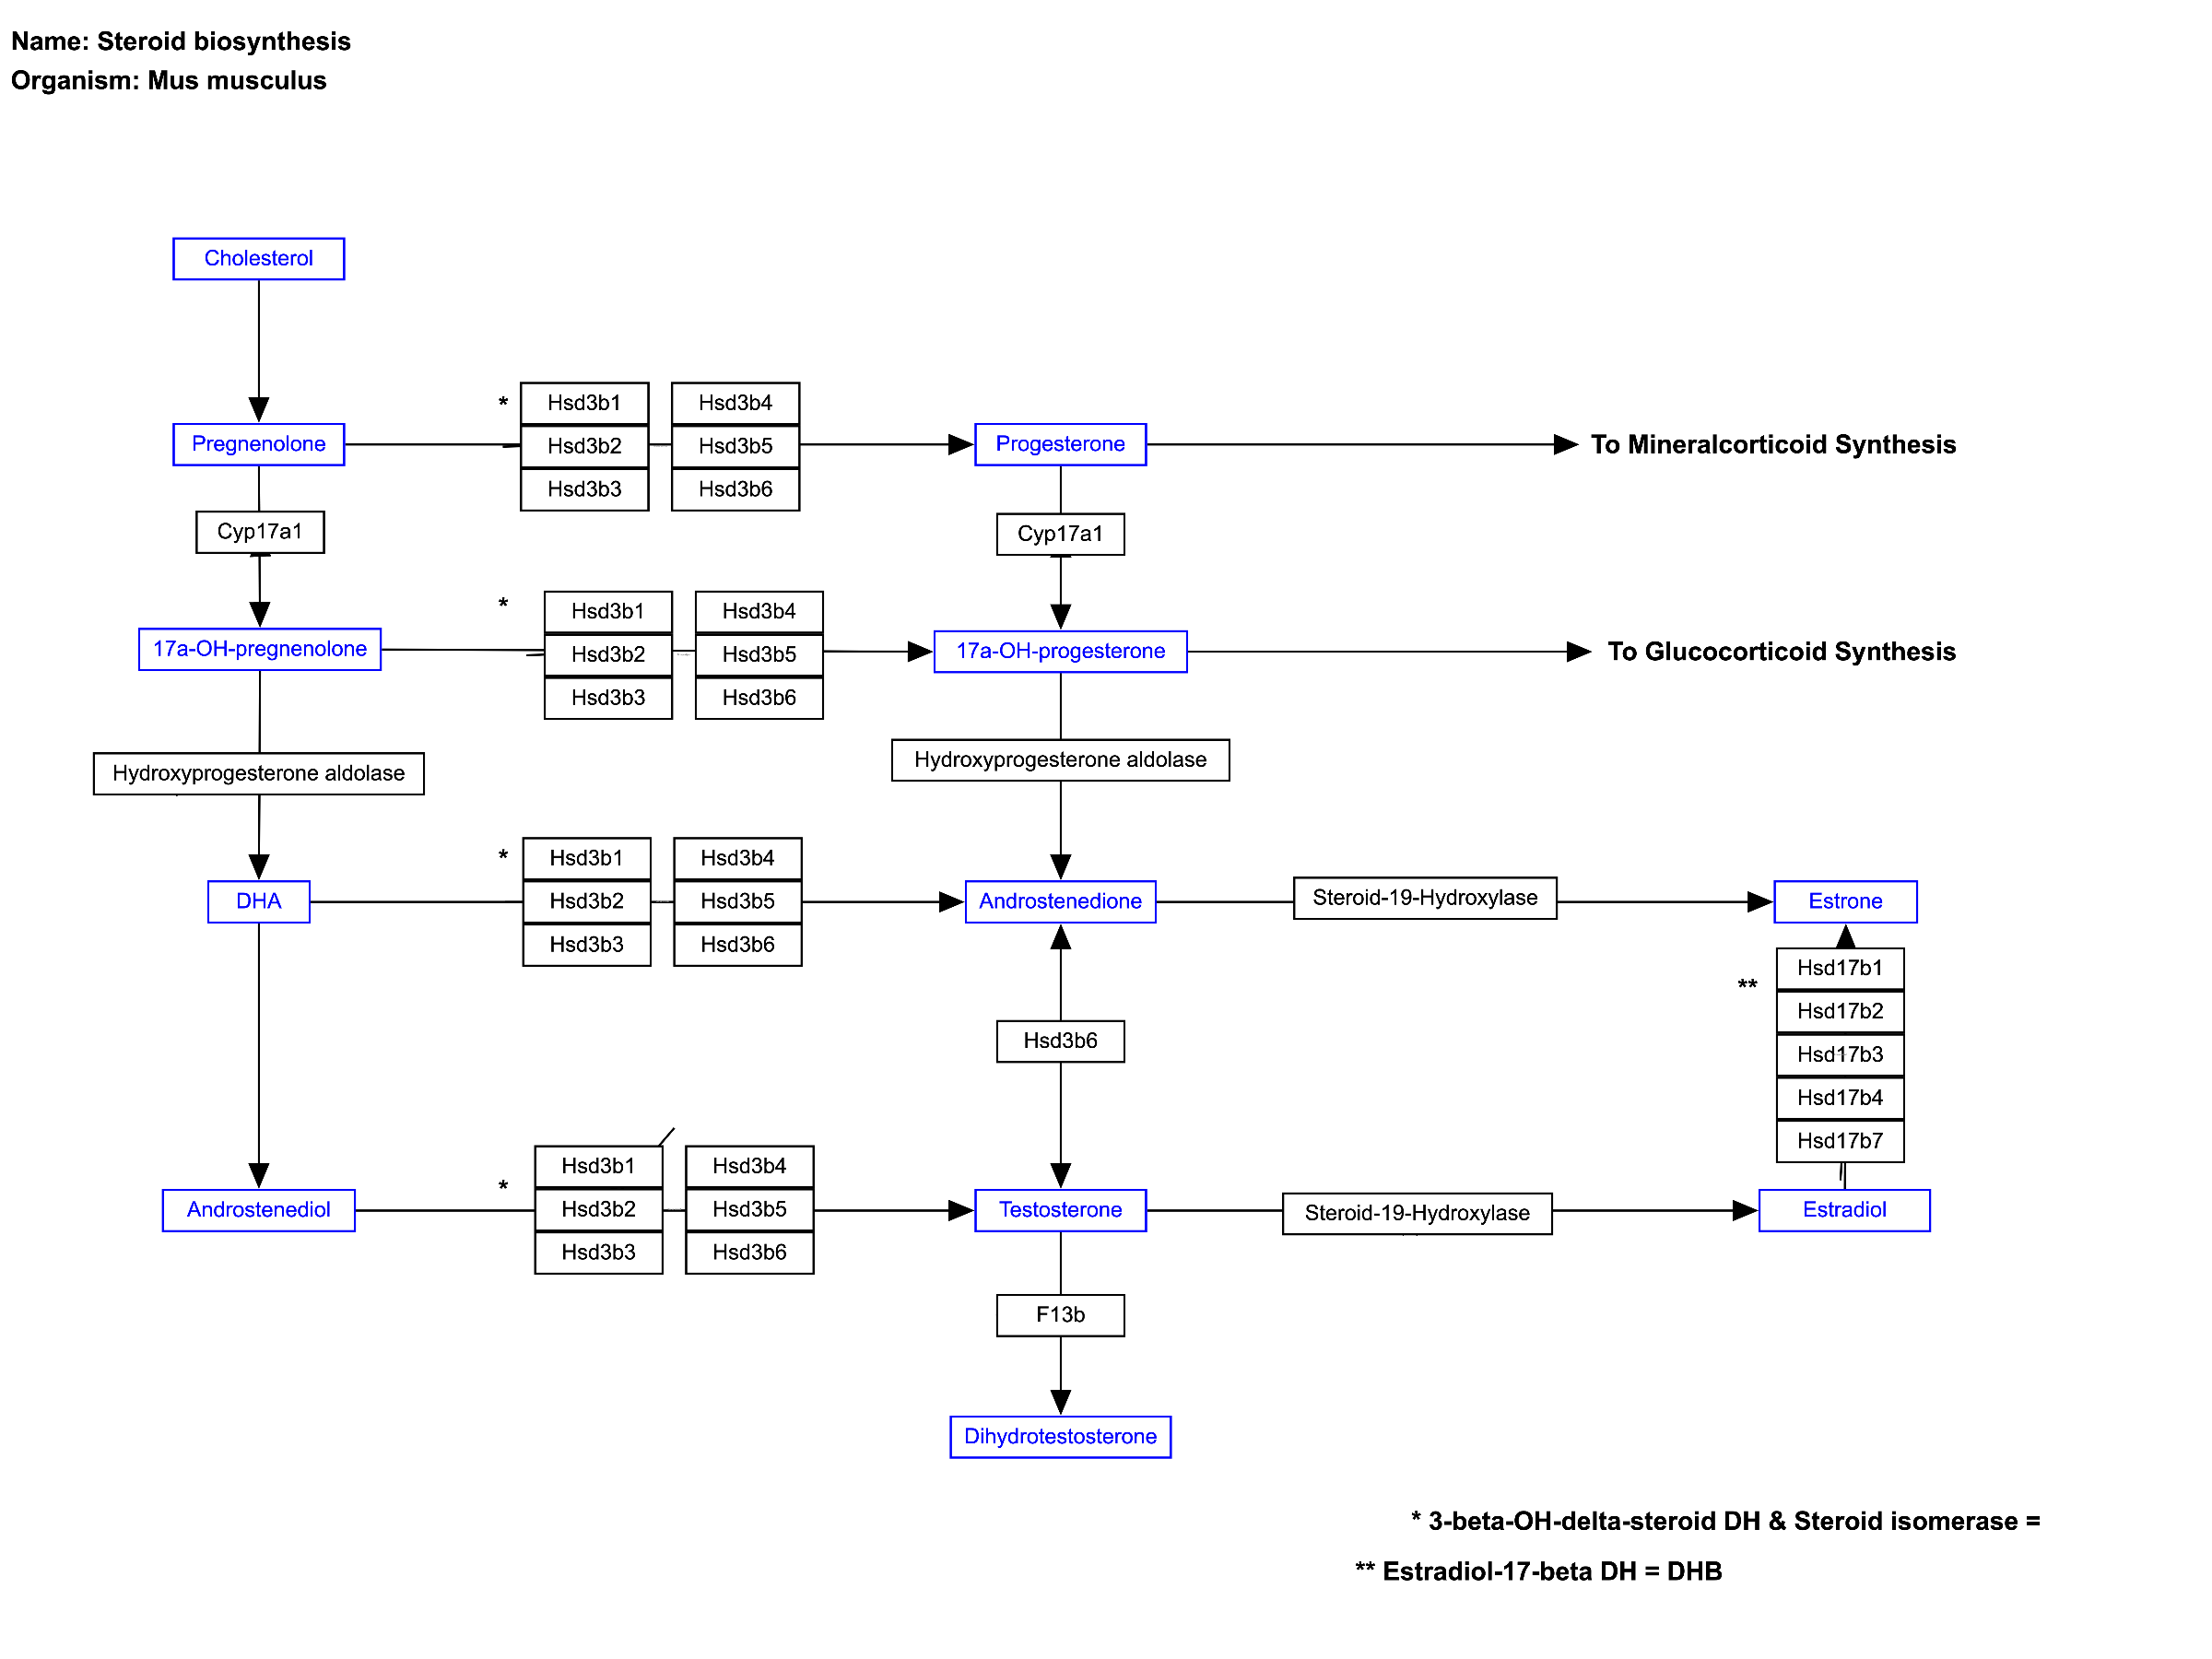 Name: Steroid biosynthesis
Organism: Mus musculus
Cholesterol
* Hsd3b1 Hsd3b4
Pregnenolone Hsd3b2 Hsd3b5 Progesterone To Mineralcorticoid Synthesis
Hsd3b3 Hsd3b6
Cyp17a1 Cyp17a1
* Hsd3b1 Hsd3b4
17a-OH-pregnenolone Hsd3b2 Hsd3b5 17a-OH-progesterone To Glucocorticoid Synthesis
Hsd3b3 Hsd3b6
Hydroxyprogesterone aldolase Hydroxyprogesterone aldolase
* Hsd3b1 Hsd3b4
DHA Hsd3b2 Hsd3b5 Androstenedione Steroid-19-Hydroxylase Estrone
Hsd3b3 Hsd3b6
** Hsd17b1
Hsd17b2
Hsd3b6 Hsd17b3
Hsd17b4
Hsd17b7
* Hsd3b1 Hsd3b4
Androstenediol Hsd3b2 Hsd3b5 Testosterone Steroid-19-Hydroxylase Estradiol
Hsd3b3 Hsd3b6
F13b
Dihydrotestosterone
* 3-beta-OH-delta-steroid DH & Steroid isomerase =
** Estradiol-17-beta DH = DHB